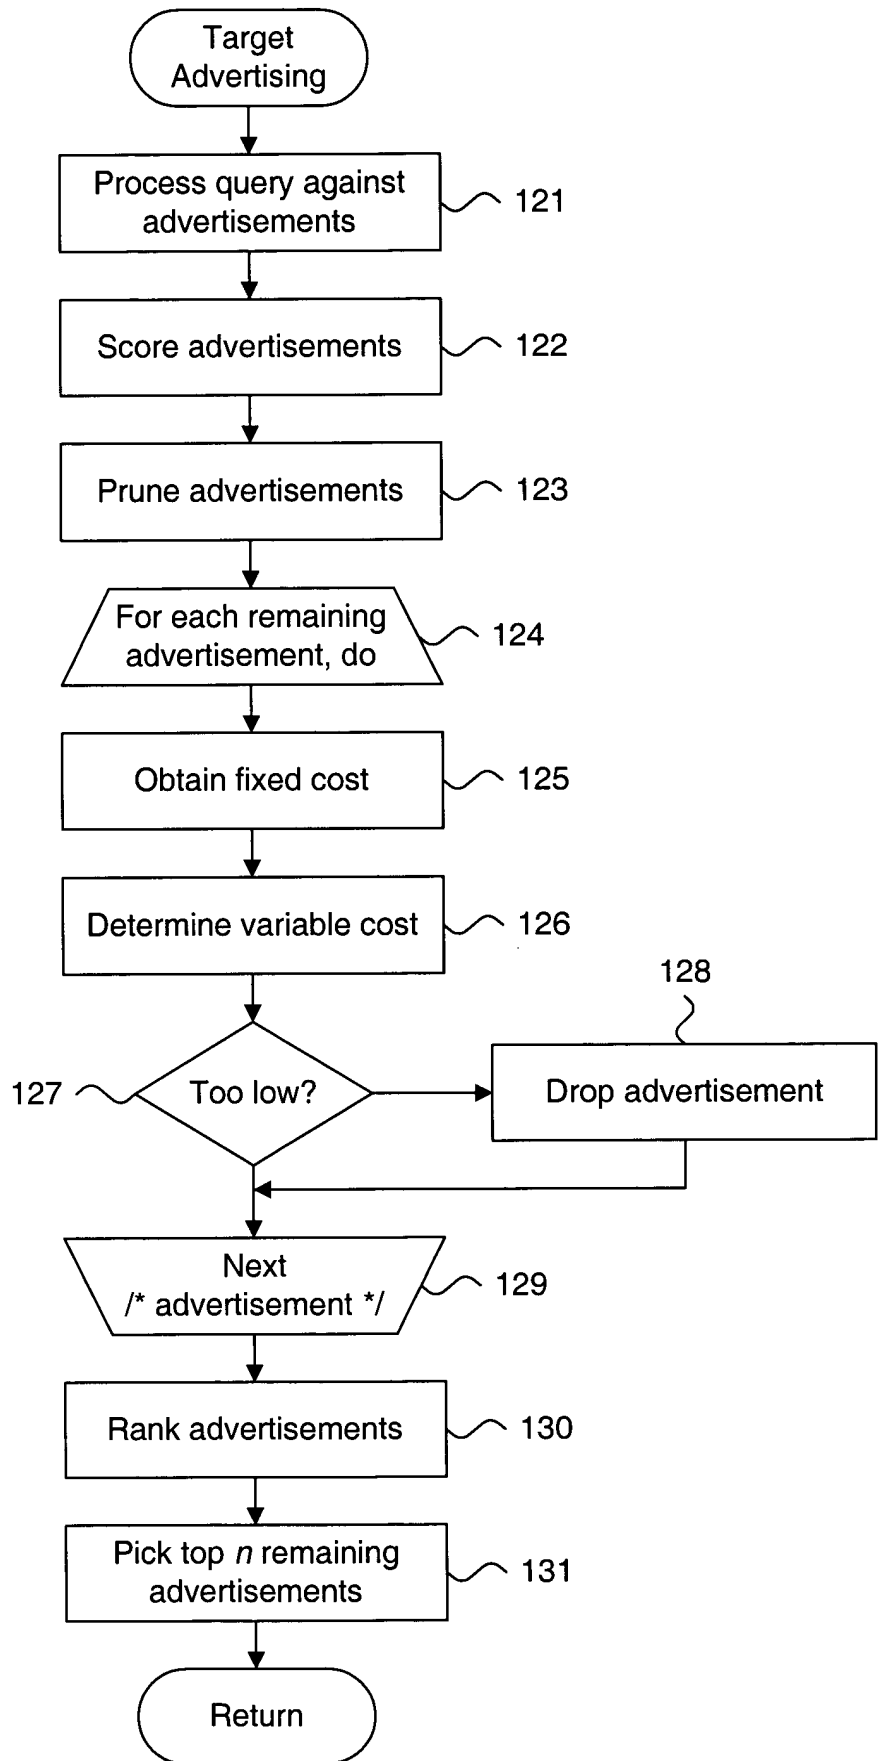 Target
Advertising
Process query against
advertisements
121
Score advertisements
122
Prune advertisements
123
For each remaining
advertisement, do
124
Obtain fixed cost
125
Determine variable cost
126
128
127
Too low?
Drop advertisement
Next
/* advertisement */
129
Rank advertisements
130
Pick top n remaining
advertisements
131
Return